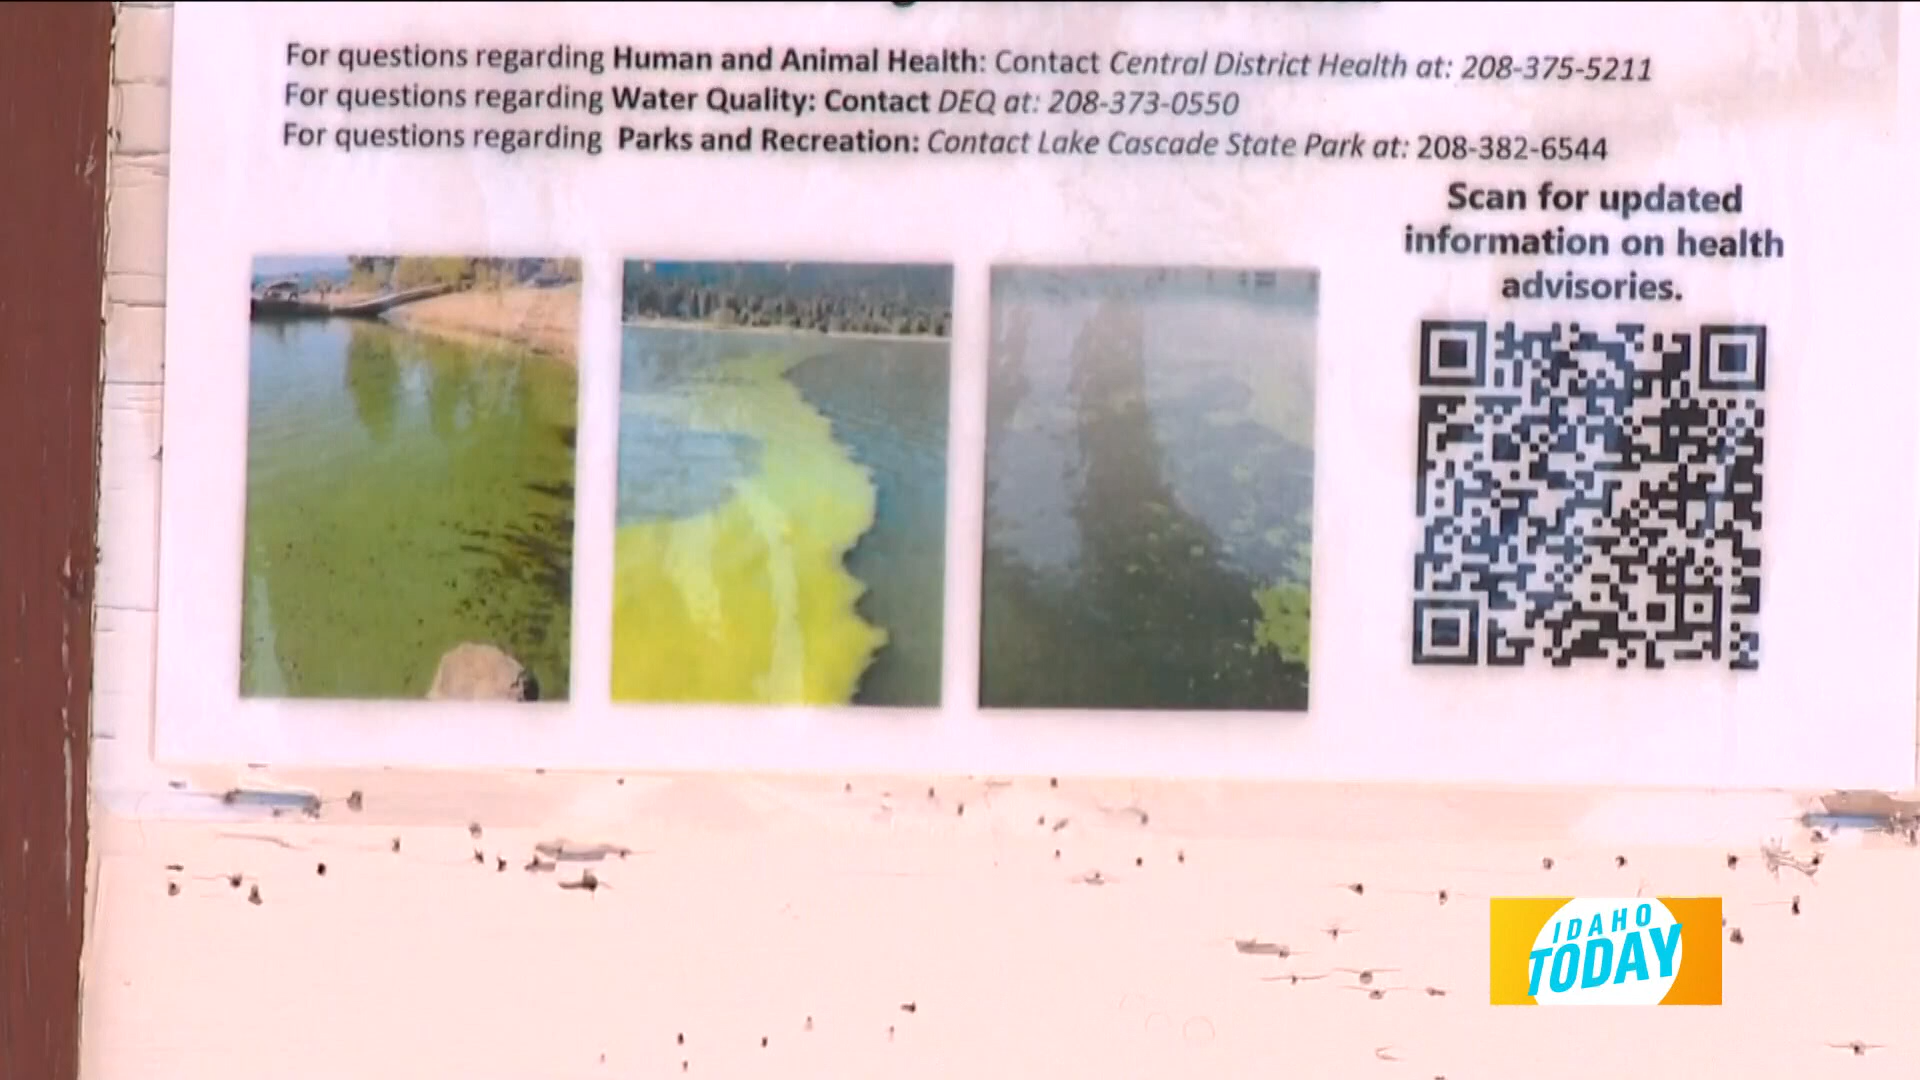 For questions regarding Human and Animal Health: Contact Central District Health at: 208-375-5211
For questions regarding Water Quality: Contact DEQ at: 208-373-0550
For questions regarding Parks and Recreation: Contact Lake Cascade State Park at: 208-382-6544
Scan for updated
information on health
advisories.
IDAHO
TODAY